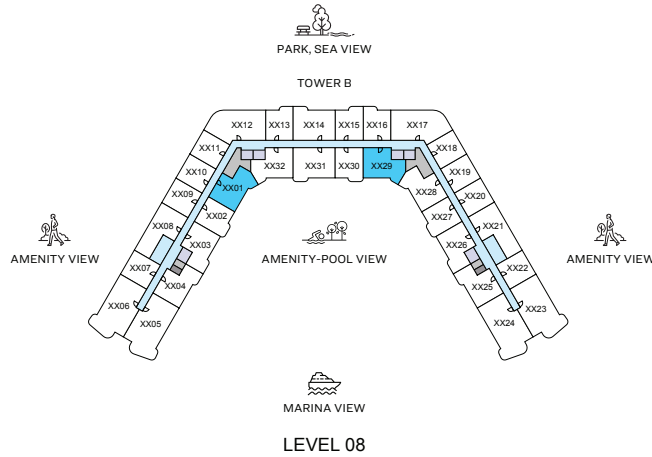 PARK, SEA VIEW
TOWER B
XX12
XX13
XX14
XX15
XX16
XX17
XX11
XX32
XX31
XX30
XX29
XX18
XX10
XX01
XX28
XX19
XX09
XX02
XX27
XX20
XX08
XX03
XX26
XX21
AMENITY VIEW
AMENITY-POOL VIEW
AMENITY VIEW
XX07
XX04
XX25
XX22
XX06
XX05
XX24
XX23
MARINA VIEW
LEVEL 08